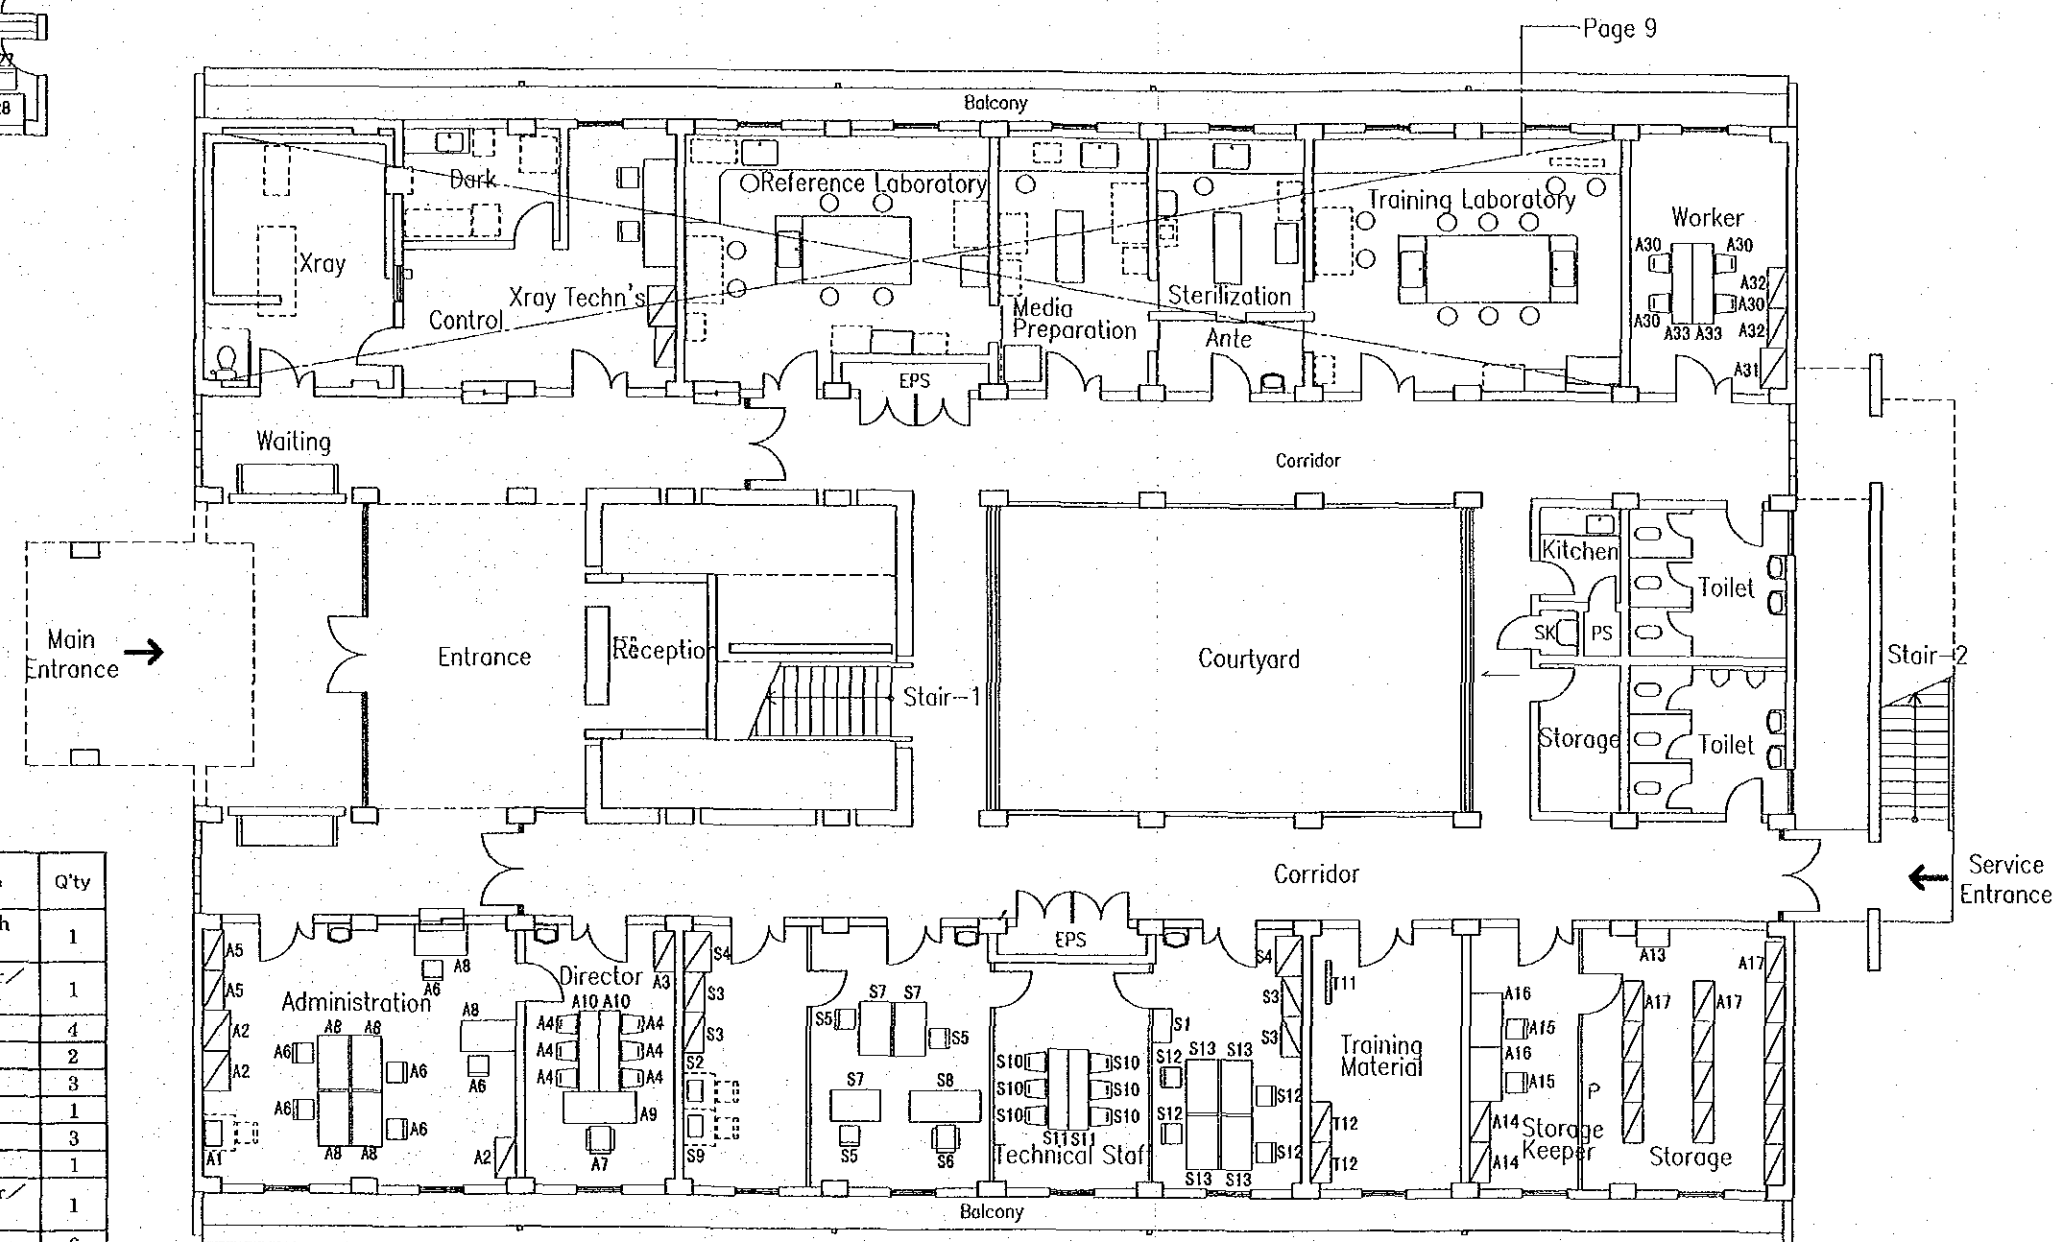 Page 9
27
28
Balcony
Dark
Reference Laboratory
Training Laboratory
Worker
Xray
A30 A30
A32
A30
A30 A33 A33 A32
A31
Xray Techn's
Control
Media
Preparation
Sterilization
Ante
EPS
Waiting
Corridor
Kitchen
Toilet
SK
PS
Main
Entrance
Entrance
Reception
Courtyard
Stair-1
Stair-2
Storage
Toilet
Corridor
Service
Entrance
Q'ty
1
1
4
2
3
1
3
1
1
EPS
A5
A5
A2
A2
A1
Administration
A8
A6
A8
A6
A8 A8
A6
A6
A6
A6
A8 A8
A2
Director
A3
A10 A10
A4 A4
A4 A4
A4 A4
A9
A7
S4
S3
S3
S2
S9
S7 S7
S5
S5
S7
S8
S5
S6
S10 S10
S10 S10
S10 S10
S11 S11
Technical Staff
S1
S4
S3
S3
S12 S13 S13
S12
S12
S12
S13 S13
T11
Training
Material
T12
T12
A16
A15
A16
A15
A14
A14
Storage
Keeper
P
A13
A17
A17
A17
Storage
Balcony